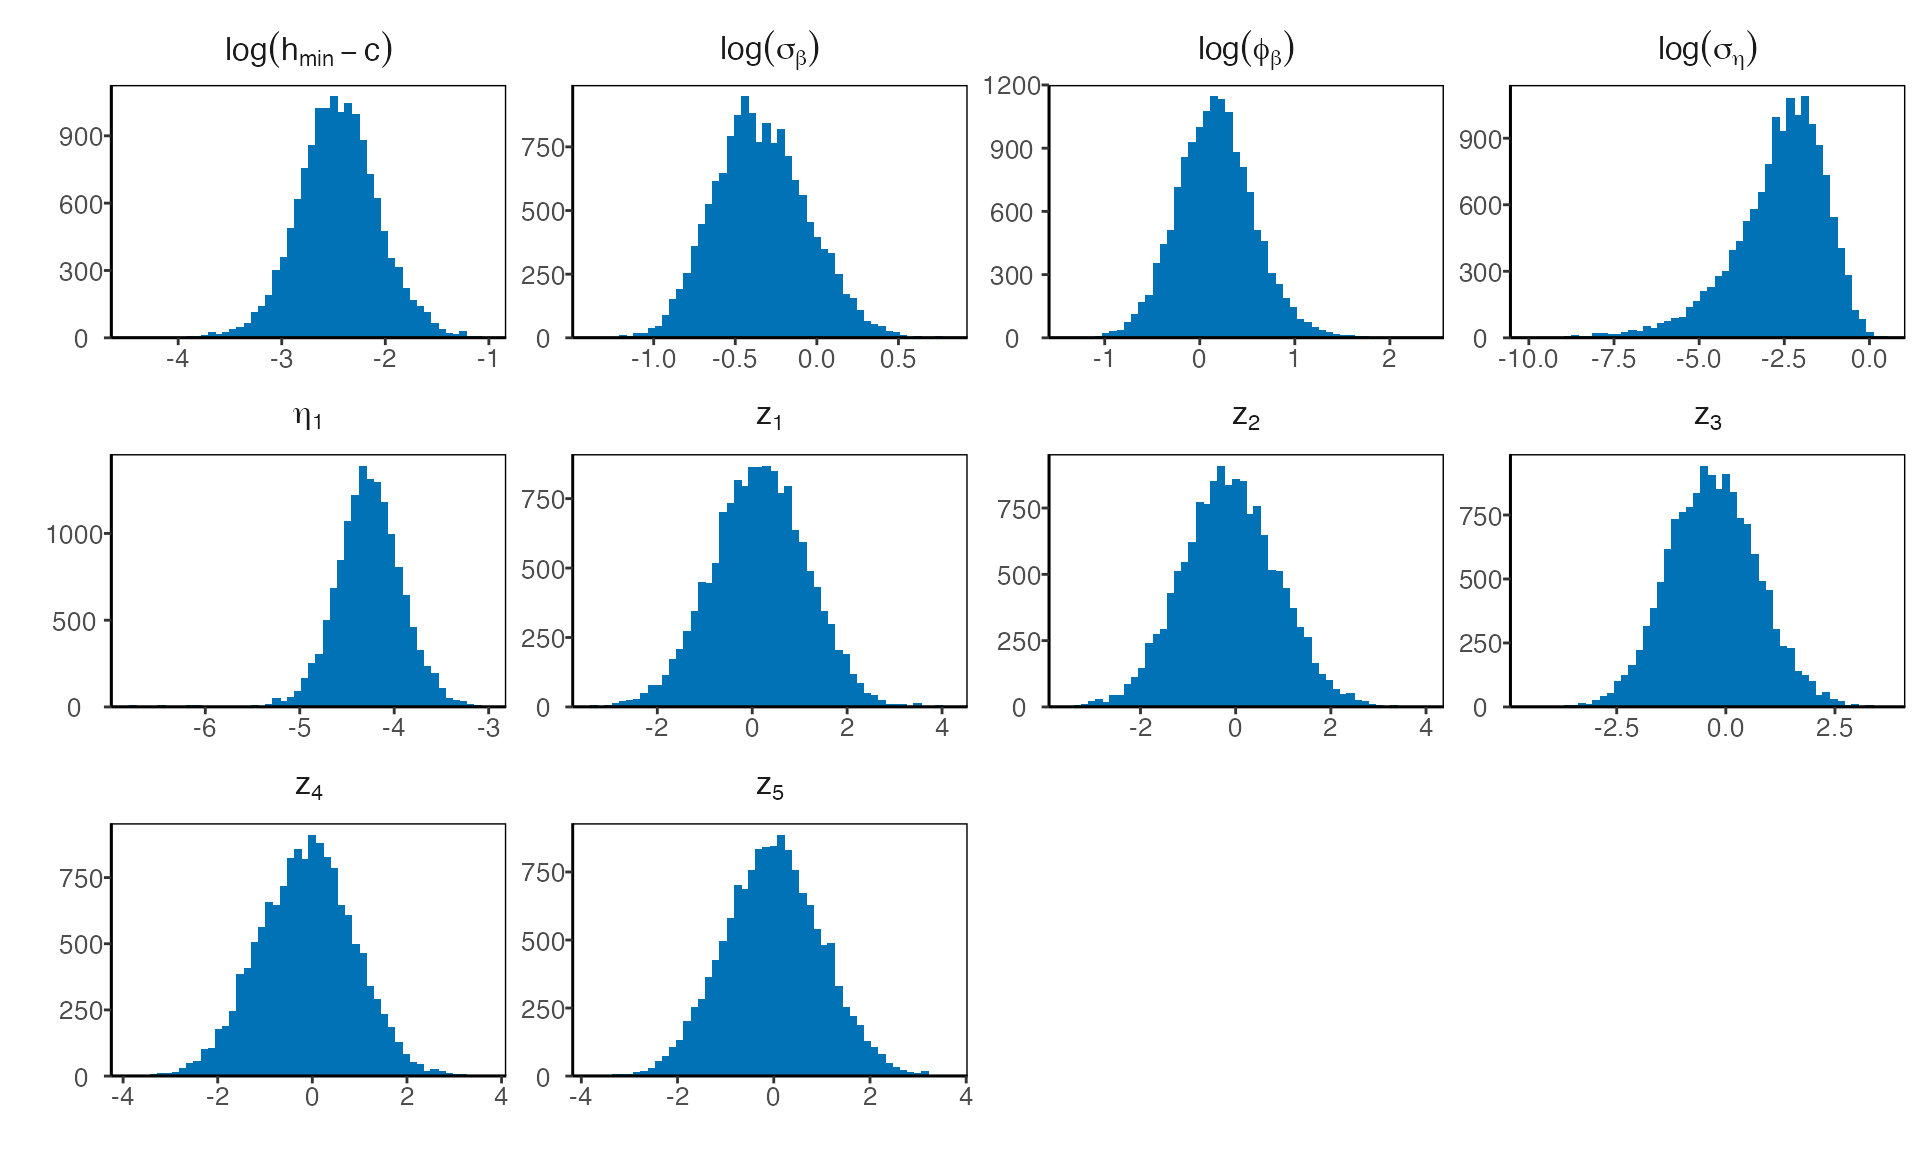 log(h_min − c) log(σ_β) log(ϕ_β) log(σ_η)
900 600 300 0 750 500 250 0 1200 900 600 300 0 900 600 300 0
-4 -3 -2 -1 -1.0 -0.5 0.0 0.5 -1 0 1 2 -10.0 -7.5 -5.0 -2.5 0.0
η₁ z₁ z₂ z₃
1000 500 0 750 500 250 0 750 500 250 0 750 500 250 0
-6 -5 -4 -3 -2 0 2 4 -2 0 2 4 -2.5 0.0 2.5
z₄ z₅
750 500 250 0 750 500 250 0
-4 -2 0 2 4 -4 -2 0 2 4